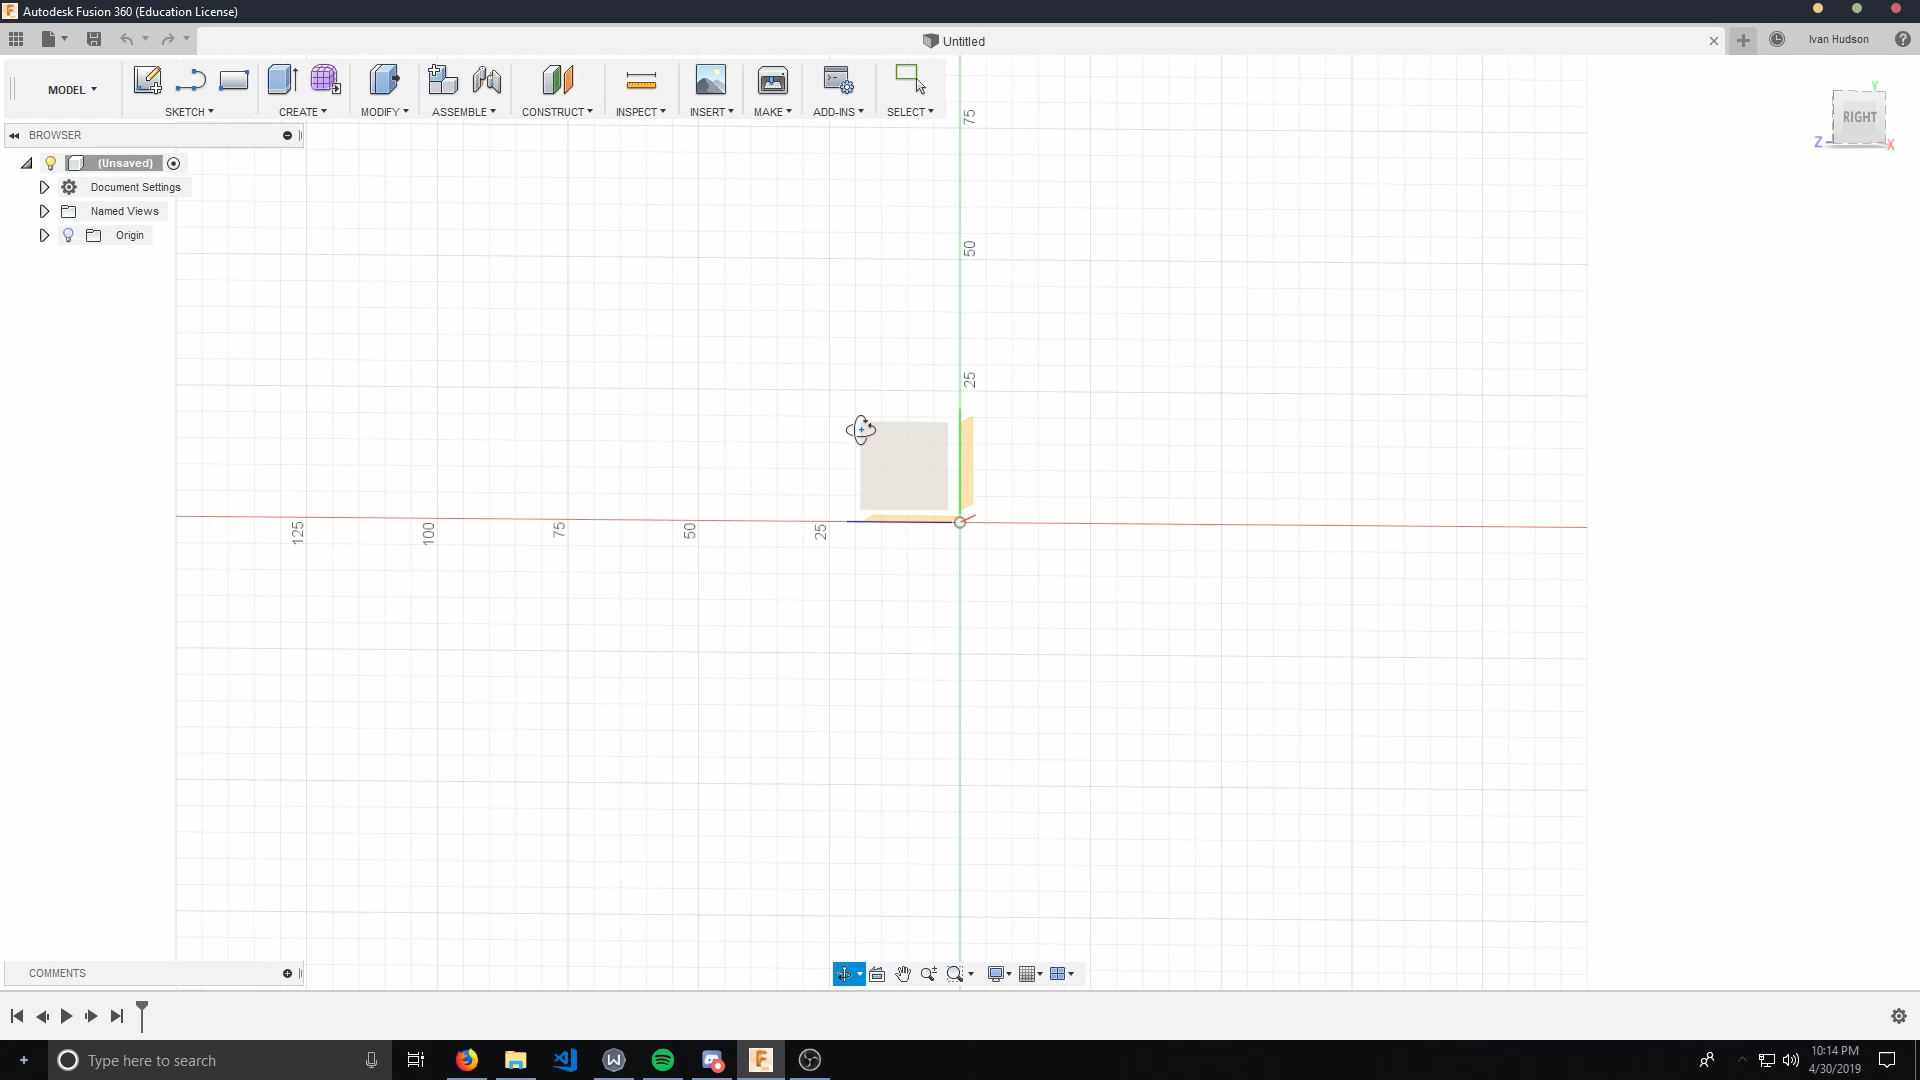 Autodesk Fusion 360 (Education License)
Untitled
Ivan Hudson
MODEL
SKETCH
CREATE
MODIFY
ASSEMBLE
CONSTRUCT
INSPECT
INSERT
MAKE
ADD-INS
SELECT
BROWSER
(Unsaved)
Document Settings
Named Views
Origin
Y
RIGHT
Z
X
75
50
25
125
100
75
50
25
COMMENTS
Type here to search
10:14 PM
4/30/2019